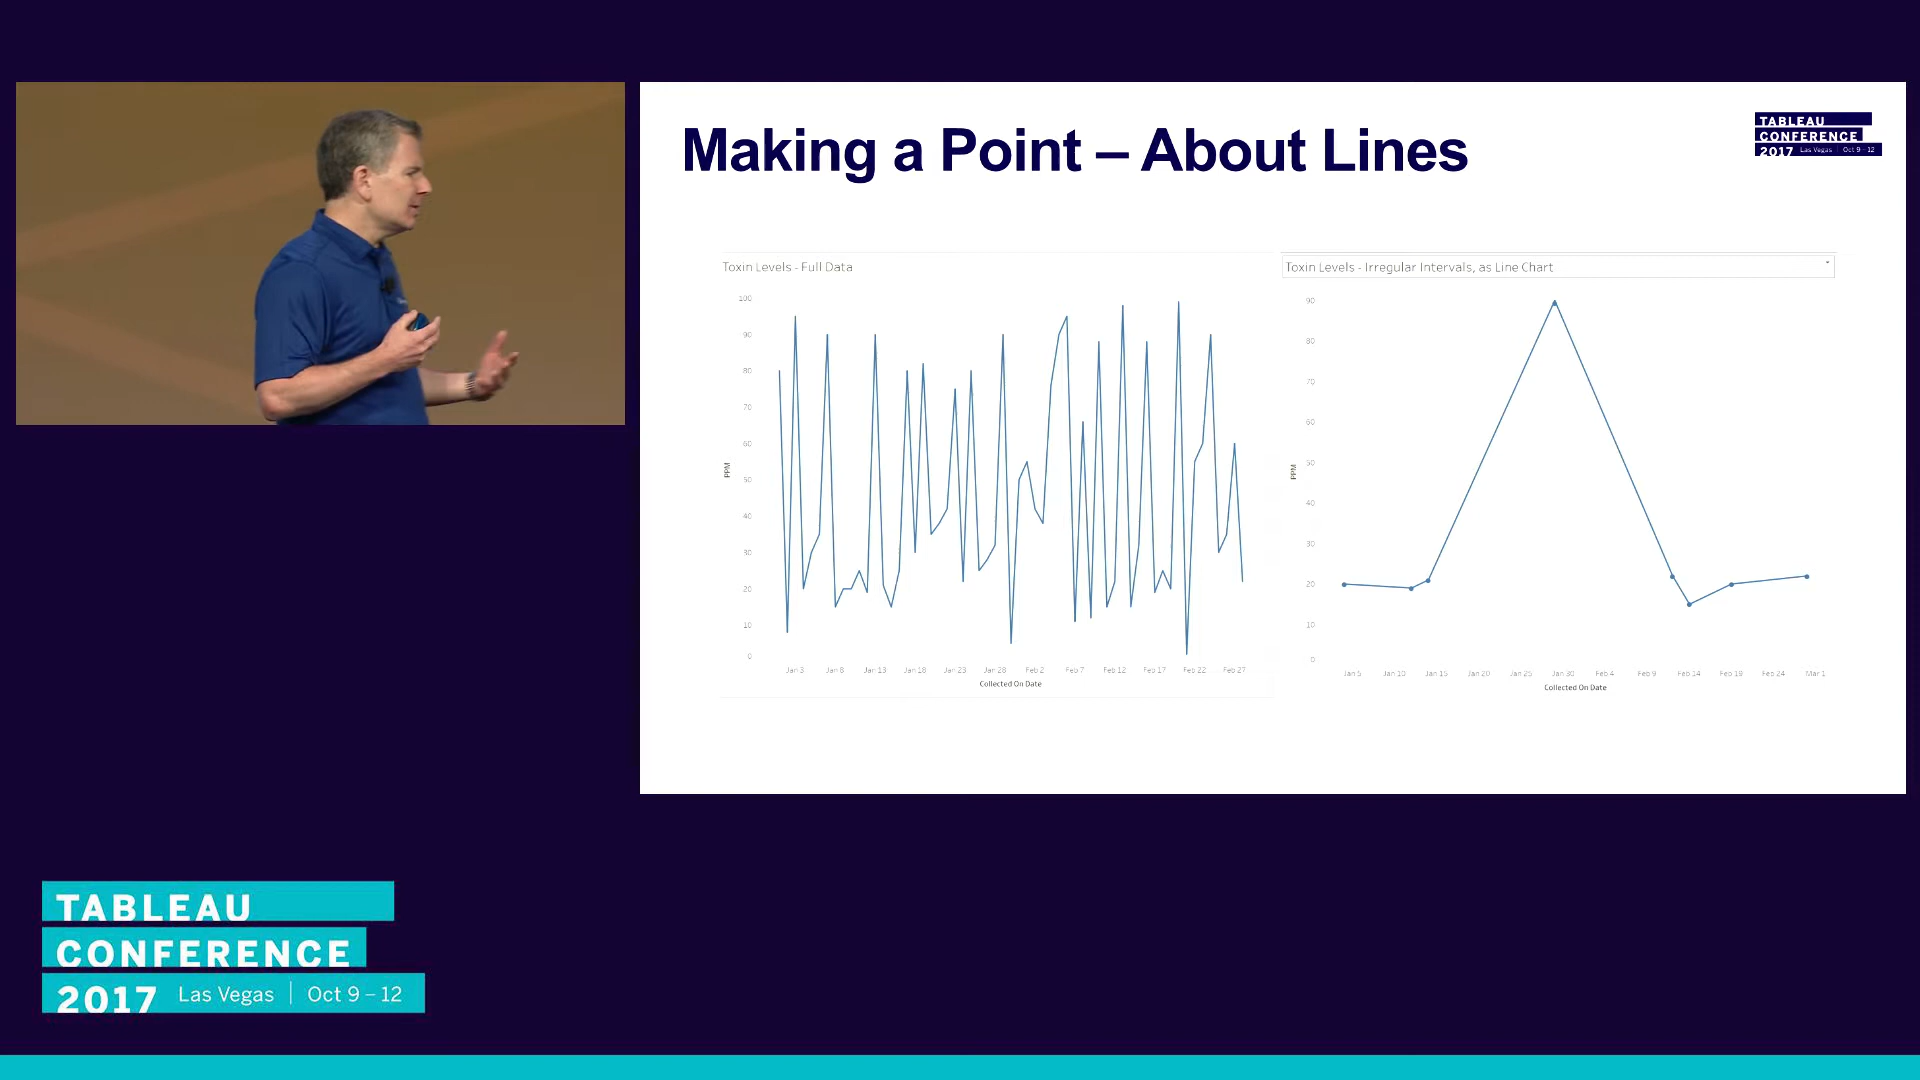 Making a Point – About Lines
TABLEAU
CONFERENCE
2017 Las Vegas | Oct 9 – 12
Toxin Levels - Full Data
100
90
80
70
60
50
40
30
20
10
0
PPM
Jan 3 Jan 8 Jan 13 Jan 18 Jan 23 Jan 28 Feb 2 Feb 7 Feb 12 Feb 17 Feb 22 Feb 27
Collected On Date
Toxin Levels - Irregular Intervals, as Line Chart
90
80
70
60
50
40
30
20
10
0
PPM
Jan 5 Jan 10 Jan 15 Jan 20 Jan 25 Jan 30 Feb 4 Feb 9 Feb 14 Feb 19 Feb 24 Mar 1
Collected On Date
TABLEAU
CONFERENCE
2017 Las Vegas | Oct 9 – 12